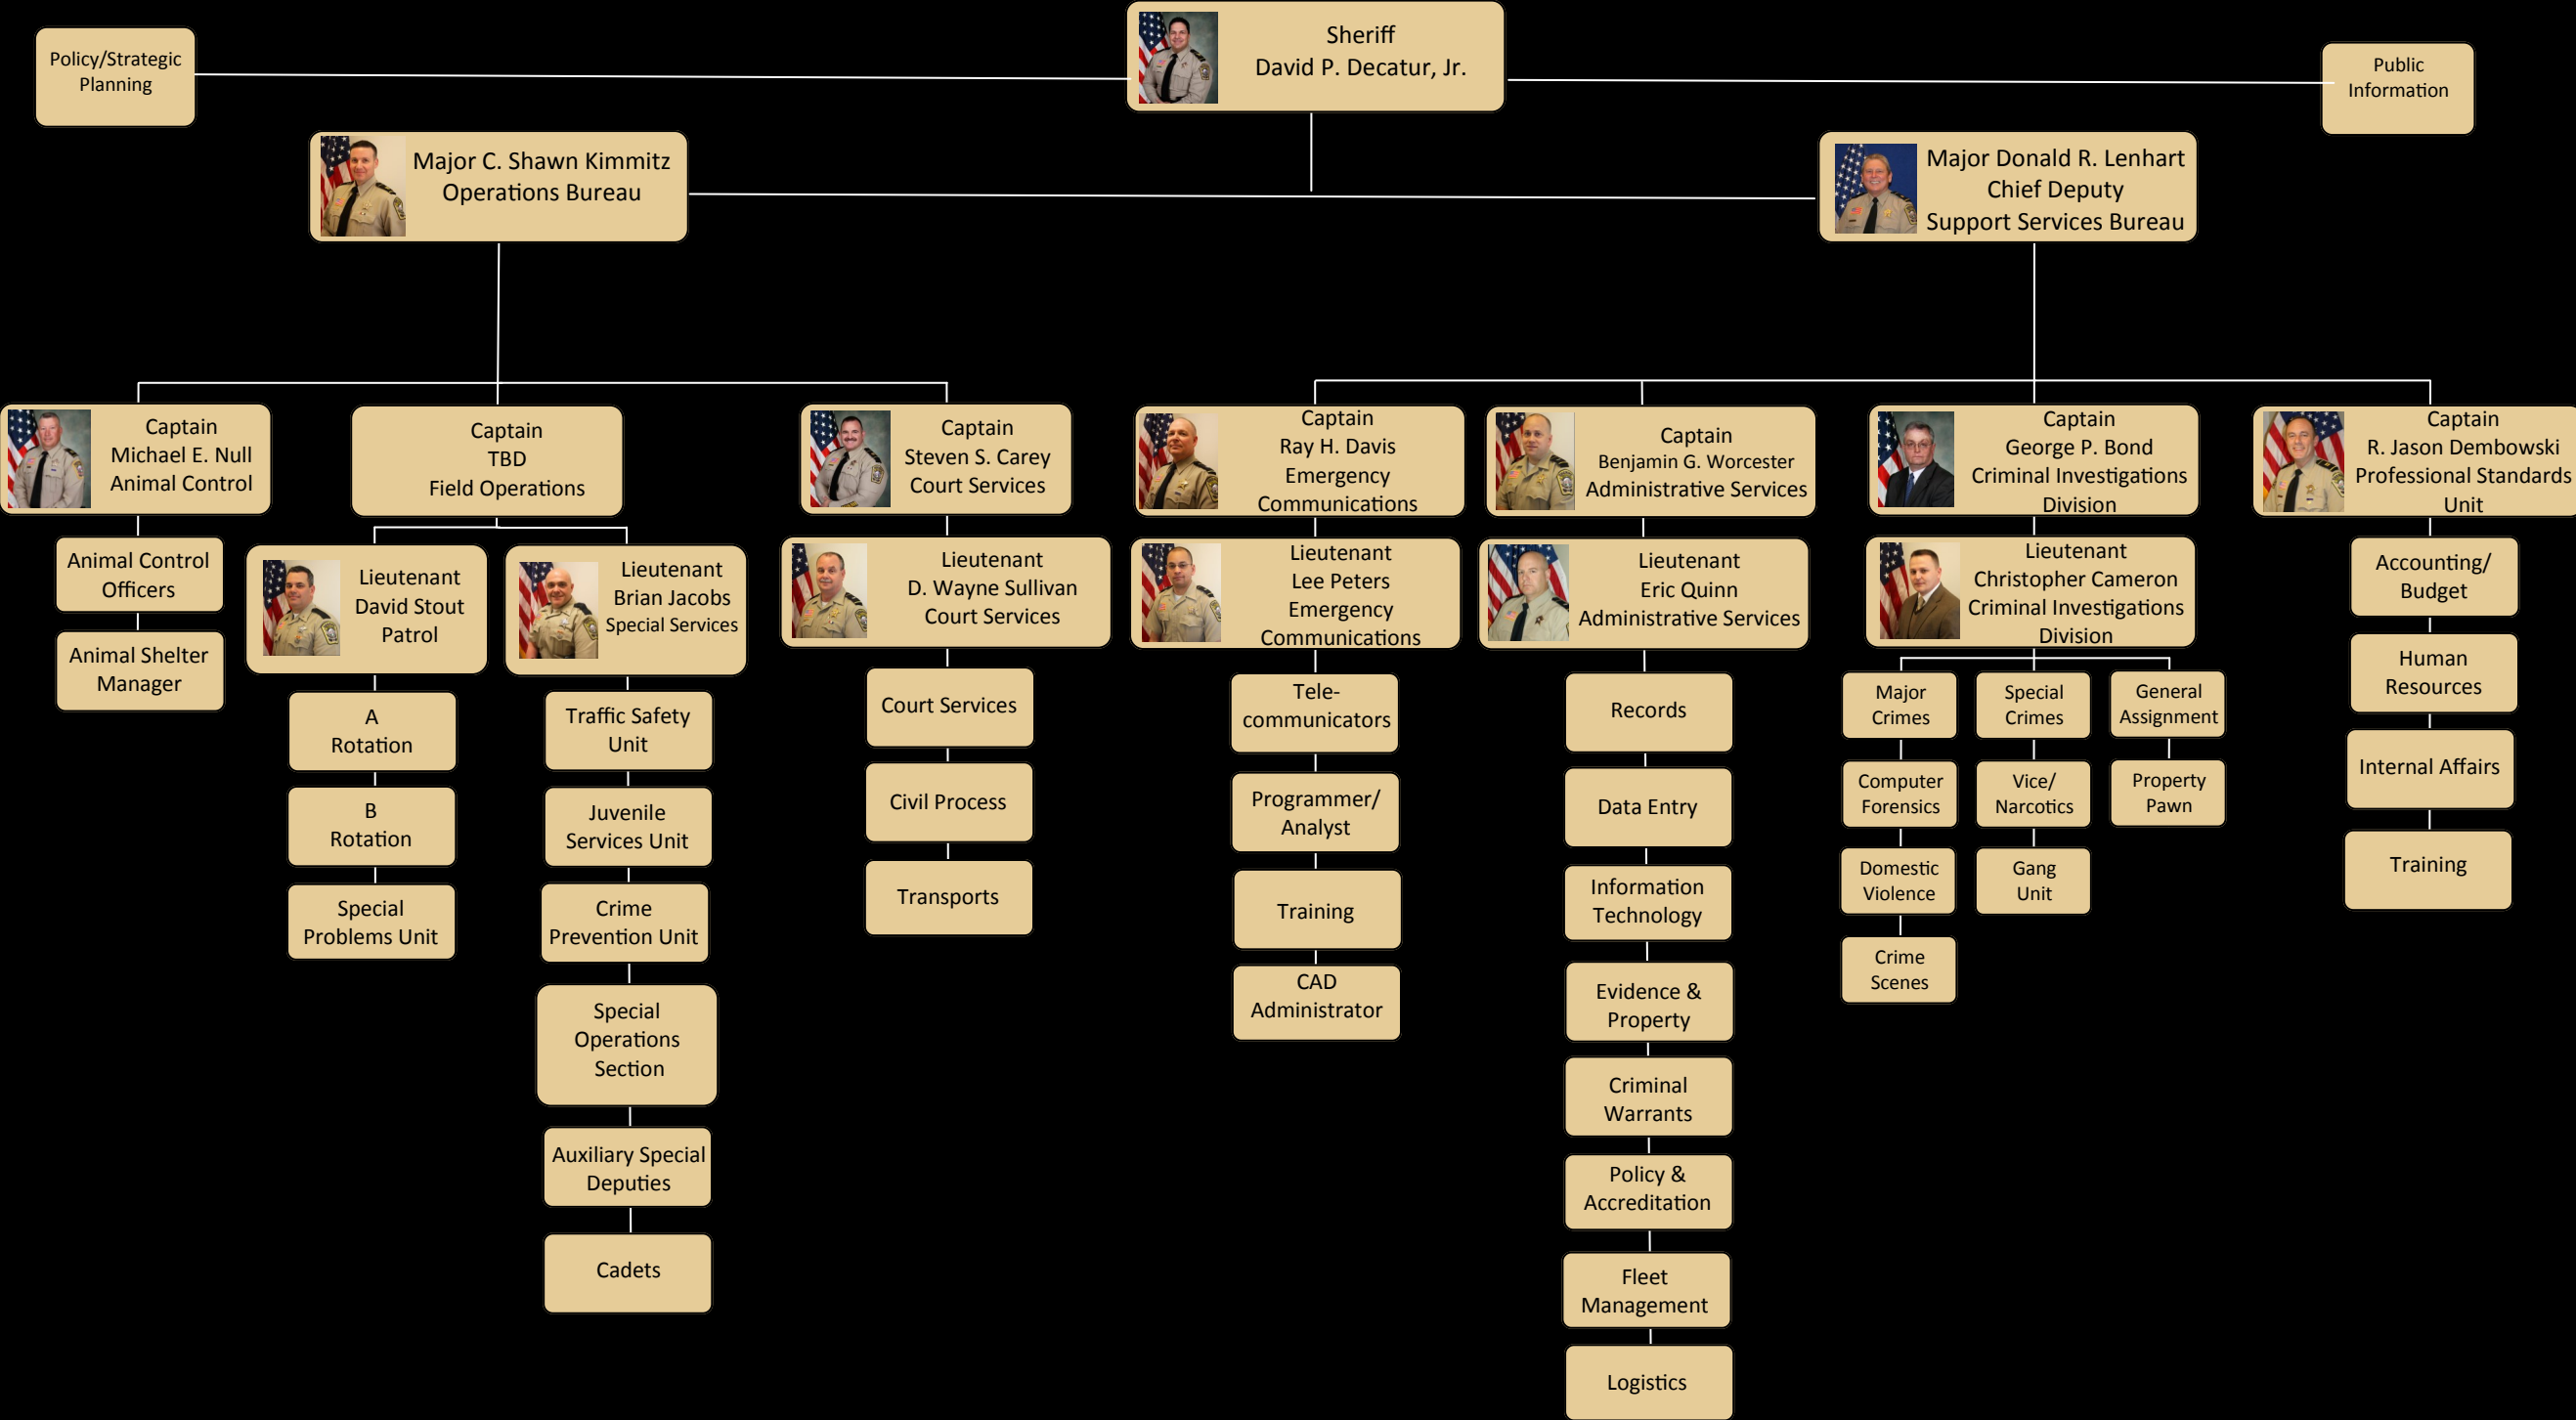 Sheriff
David P. Decatur, Jr.
Policy/Strategic
Planning
Public
Information
Major C. Shawn Kimmitz
Operations Bureau
Major Donald R. Lenhart
Chief Deputy
Support Services Bureau
Captain
Michael E. Null
Animal Control
Animal Control
Officers
Animal Shelter
Manager
Captain
TBD
Field Operations
Lieutenant
David Stout
Patrol
A
Rotation
B
Rotation
Special
Problems Unit
Lieutenant
Brian Jacobs
Special Services
Traffic Safety
Unit
Juvenile
Services Unit
Crime
Prevention Unit
Special
Operations
Section
Auxiliary Special
Deputies
Cadets
Captain
Steven S. Carey
Court Services
Lieutenant
D. Wayne Sullivan
Court Services
Court Services
Civil Process
Transports
Captain
Ray H. Davis
Emergency
Communications
Lieutenant
Lee Peters
Emergency
Communications
Tele-
communicators
Programmer/
Analyst
Training
CAD
Administrator
Captain
Benjamin G. Worcester
Administrative Services
Lieutenant
Eric Quinn
Administrative Services
Records
Data Entry
Information
Technology
Evidence &
Property
Criminal
Warrants
Policy &
Accreditation
Fleet
Management
Logistics
Captain
George P. Bond
Criminal Investigations
Division
Lieutenant
Christopher Cameron
Criminal Investigations
Division
Major
Crimes
Computer
Forensics
Domestic
Violence
Crime
Scenes
Special
Crimes
Vice/
Narcotics
Gang
Unit
General
Assignment
Property
Pawn
Captain
R. Jason Dembowski
Professional Standards
Unit
Accounting/
Budget
Human
Resources
Internal Affairs
Training